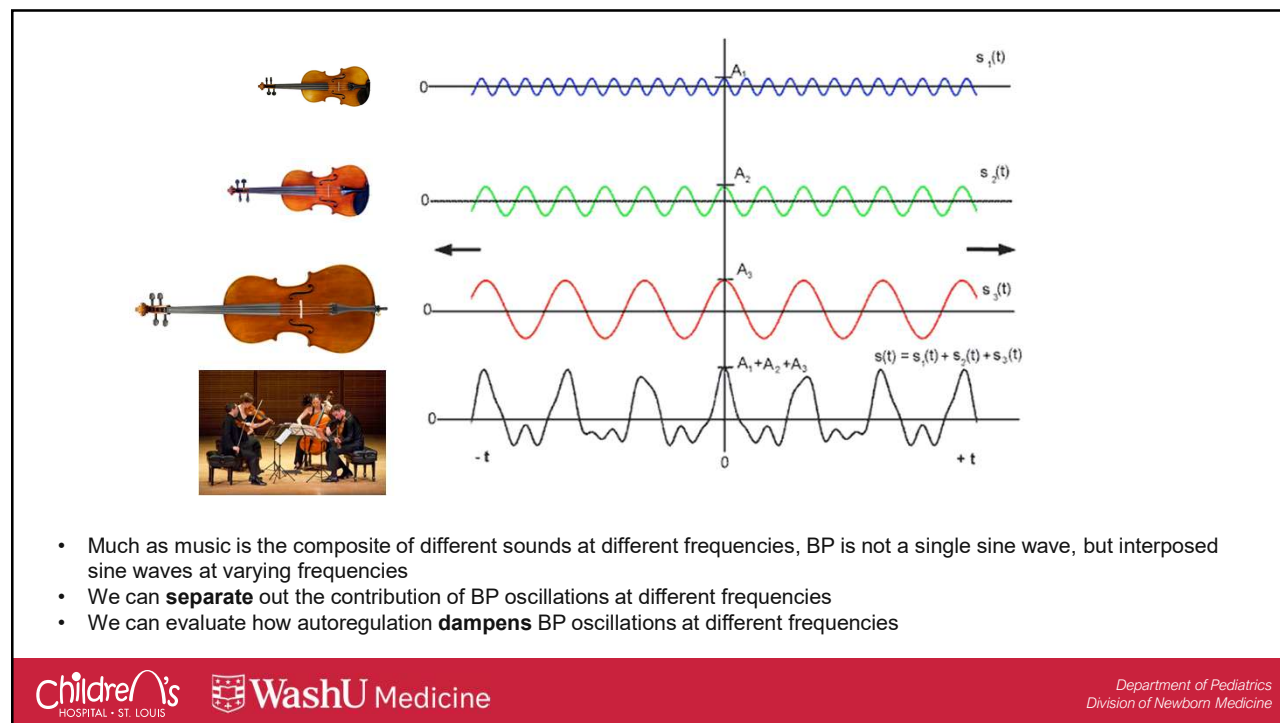 A₁
s₁(t)
0
A₂
s₂(t)
0
A₃
s₃(t)
0
A₁+A₂+A₃
s(t) = s₁(t) + s₂(t) + s₃(t)
0
- t
0
+ t
• Much as music is the composite of different sounds at different frequencies, BP is not a single sine wave, but interposed
sine waves at varying frequencies
• We can separate out the contribution of BP oscillations at different frequencies
• We can evaluate how autoregulation dampens BP oscillations at different frequencies
Children's
HOSPITAL • ST. LOUIS
WashU Medicine
Department of Pediatrics
Division of Newborn Medicine